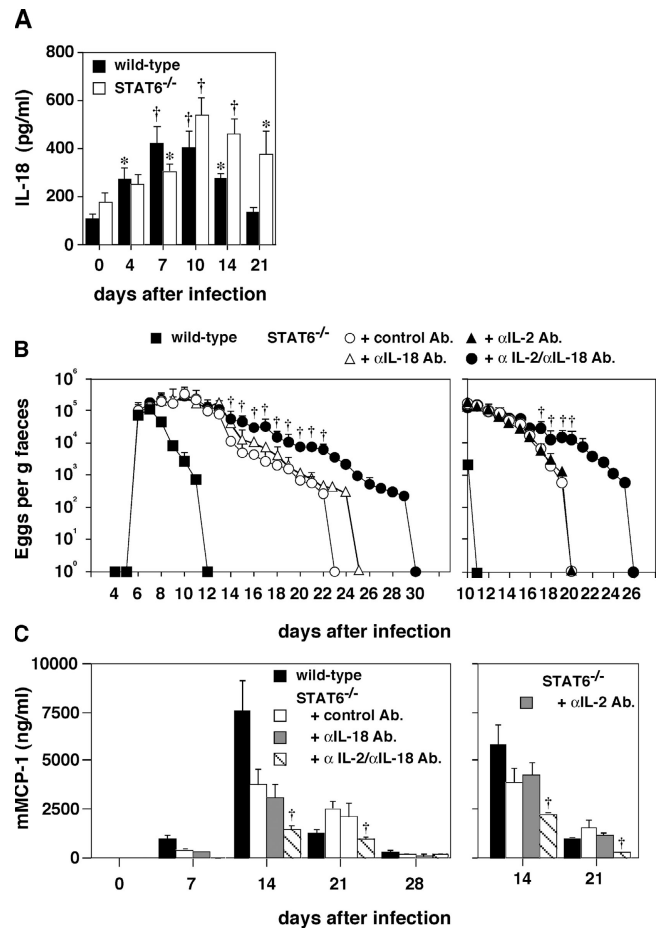 A
800
600
400
200
0
IL-18 (pg/ml)
wild-type
STAT6-/-
* † * † † * † *
0 4 7 10 14 21
days after infection
wild-type STAT6-/- + control Ab. + αIL-2 Ab.
+ αIL-18 Ab. + α IL-2/αIL-18 Ab.
B
10^6
10^5
10^4
10^3
10^2
10^1
10^0
Eggs per g faeces
† † † † † † † † †
† † † †
4 6 8 10 12 14 16 18 20 22 24 26 28 30
10 12 14 16 18 20 22 24 26
days after infection
C
10000
7500
5000
2500
0
mMCP-1 (ng/ml)
wild-type
STAT6-/-
+ control Ab.
+ αIL-18 Ab.
+ α IL-2/αIL-18 Ab.
† †
STAT6-/-
+ αIL-2 Ab.
† †
0 7 14 21 28
14 21
days after infection